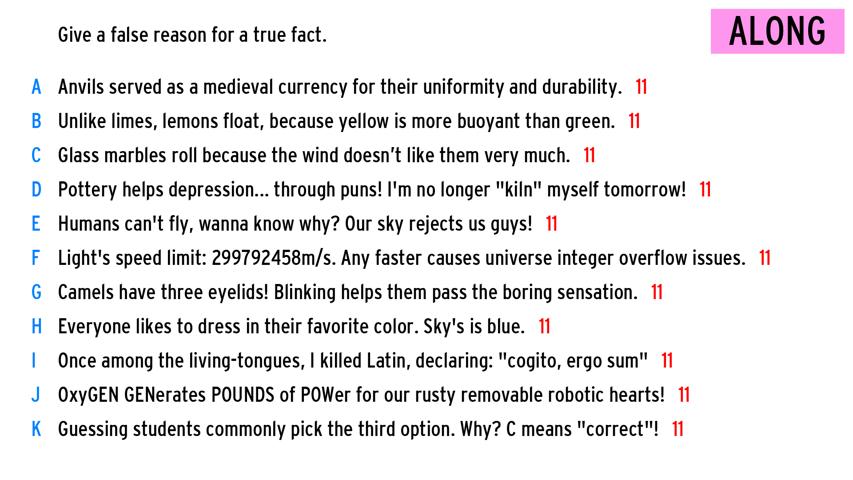 Give a false reason for a true fact.
ALONG
A Anvils served as a medieval currency for their uniformity and durability. 11
B Unlike limes, lemons float, because yellow is more buoyant than green. 11
C Glass marbles roll because the wind doesn't like them very much. 11
D Pottery helps depression... through puns! I'm no longer "kiln" myself tomorrow! 11
E Humans can't fly, wanna know why? Our sky rejects us guys! 11
F Light's speed limit: 299792458m/s. Any faster causes universe integer overflow issues. 11
G Camels have three eyelids! Blinking helps them pass the boring sensation. 11
H Everyone likes to dress in their favorite color. Sky's is blue. 11
I Once among the living-tongues, I killed Latin, declaring: "cogito, ergo sum" 11
J OxyGEN GENerates POUNDS of POWer for our rusty removable robotic hearts! 11
K Guessing students commonly pick the third option. Why? C means "correct"! 11